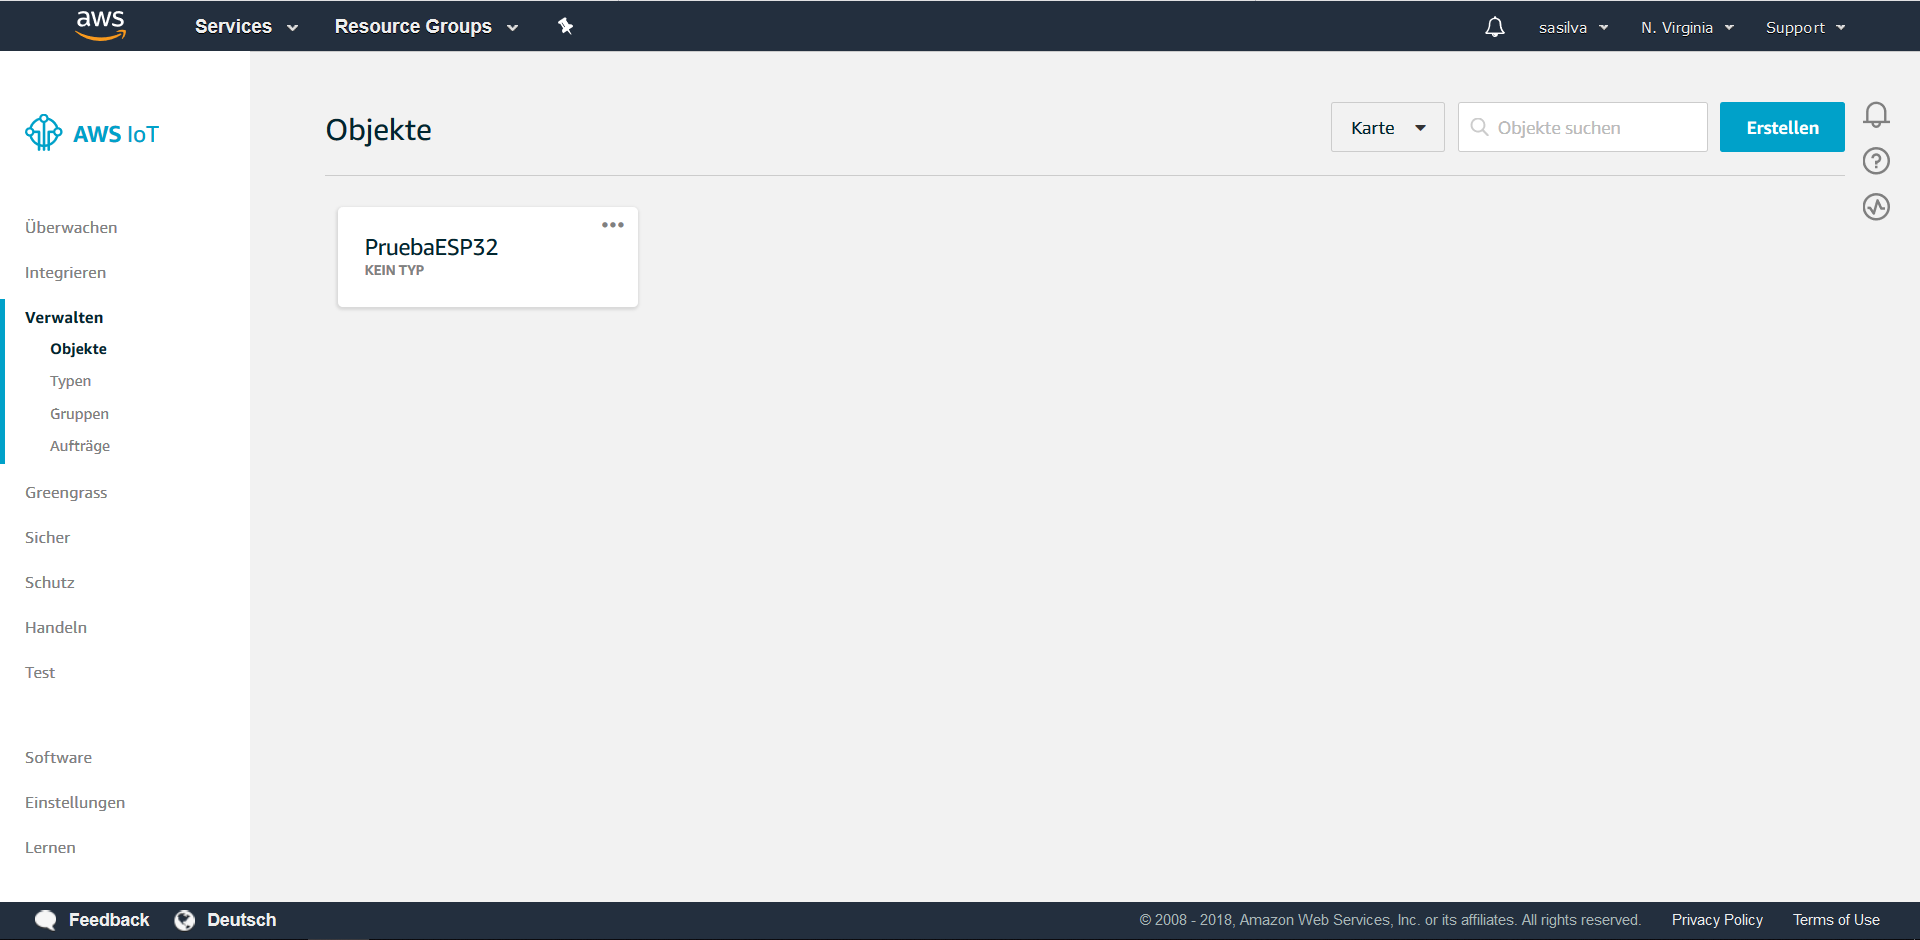 aws Services Resource Groups sasilva N. Virginia Support
AWS IoT
Überwachen
Integrieren
Verwalten
Objekte
Typen
Gruppen
Aufträge
Greengrass
Sicher
Schutz
Handeln
Test
Software
Einstellungen
Lernen
Objekte Karte Objekte suchen Erstellen
PruebaESP32
KEIN TYP
Feedback Deutsch © 2008 - 2018, Amazon Web Services, Inc. or its affiliates. All rights reserved. Privacy Policy Terms of Use